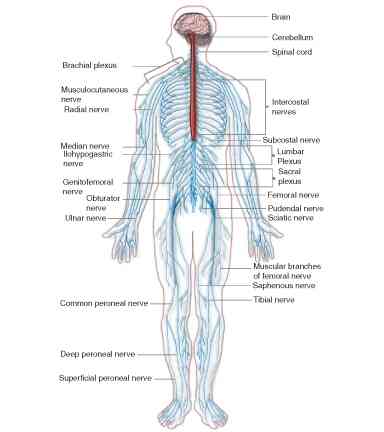 Brain
Cerebellum
Spinal cord
Brachial plexus
Musculocutaneous
nerve
Radial nerve
Intercostal
nerves
Median nerve
Iliohypogastric
nerve
Subcostal nerve
Lumbar
Plexus
Sacral
plexus
Genitofemoral
nerve
Obturator
nerve
Ulnar nerve
Femoral nerve
Pudendal nerve
Sciatic nerve
Muscular branches
of femoral nerve
Saphenous nerve
Tibial nerve
Common peroneal nerve
Deep peroneal nerve
Superficial peroneal nerve